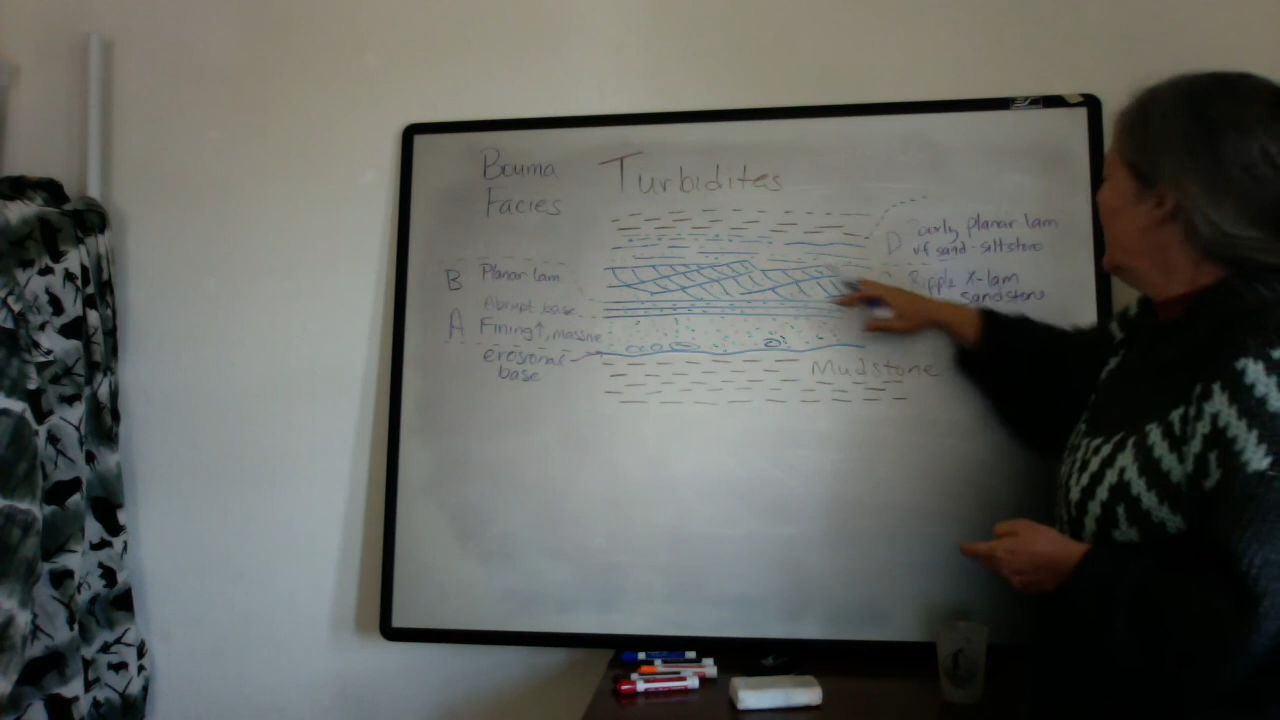 Bouma
Facies
Turbidites
B Planar lam
Abrupt base
A Fining↑, massive
erosional
base
D Poorly planar lam
vf sand-siltstone
Ripple X-lam
sandstone
Mudstone